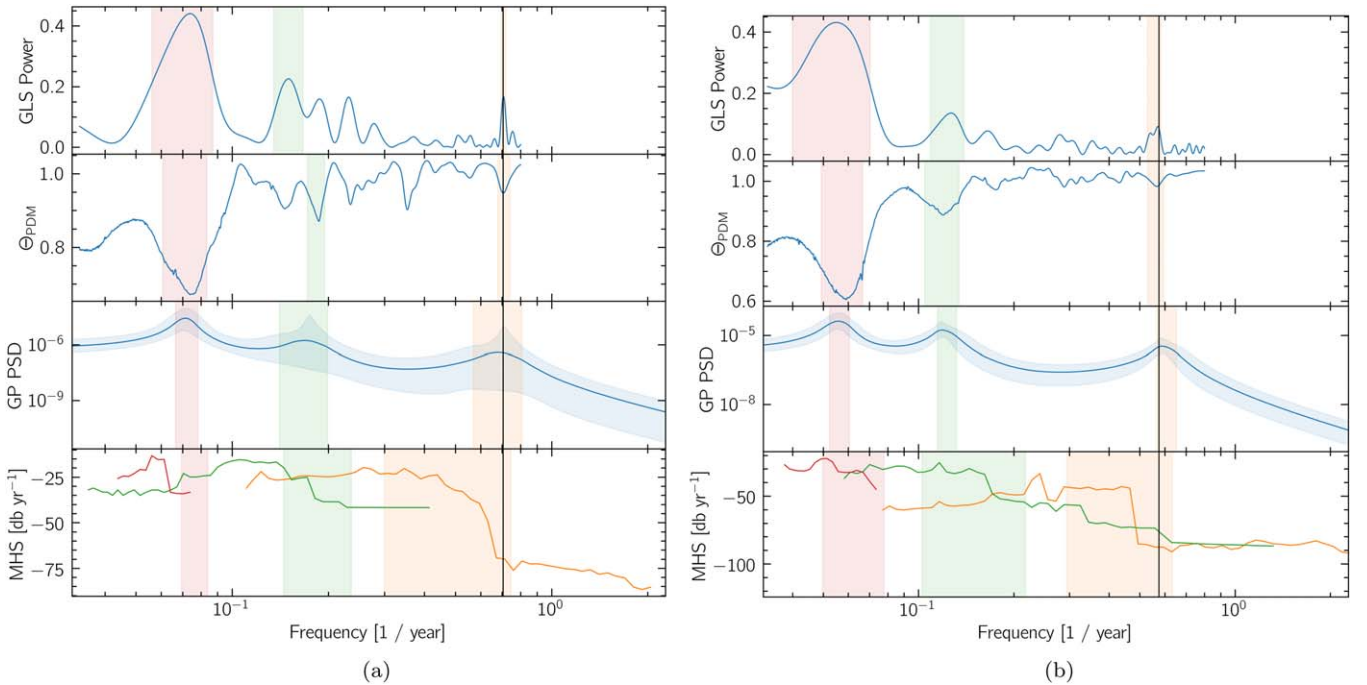 0.4
0.2
0.0
GLS Power
1.0
0.8
Θ_PDM
10⁻⁶
10⁻⁹
GP PSD
−25
−50
−75
MHS [db yr⁻¹]
10⁻¹ 10⁰
Frequency [1 / year]
(a)
0.4
0.2
0.0
GLS Power
1.0
0.8
0.6
Θ_PDM
10⁻⁵
10⁻⁸
GP PSD
−50
−100
MHS [db yr⁻¹]
10⁻¹ 10⁰
Frequency [1 / year]
(b)